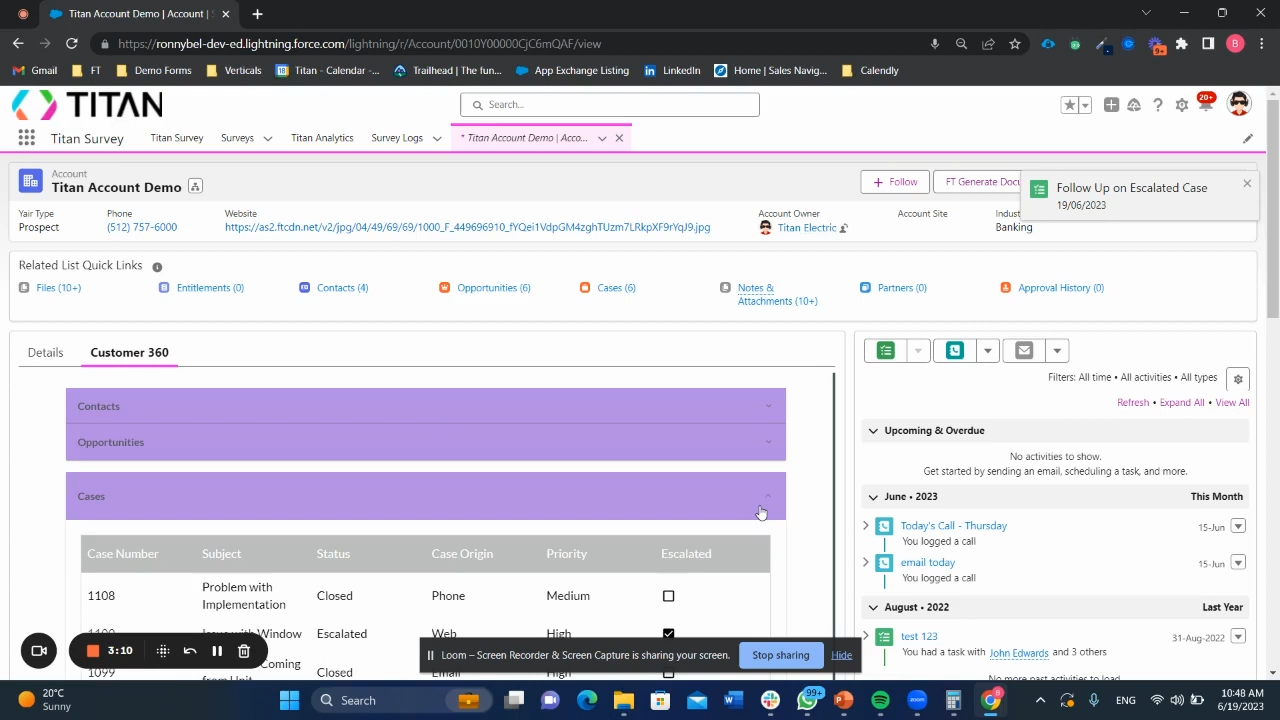 Titan Account Demo | Account | S
https://ronnybel-dev-ed.lightning.force.com/lightning/r/Account/0010Y00000CjC6mQAF/view
B
9+
Gmail
FT
Demo Forms
Verticals
18
Titan - Calendar -...
Trailhead | The fun...
App Exchange Listing
LinkedIn
Home | Sales Navig...
Calendly
TITAN
Search...
20+
Titan Survey
Titan Survey
Surveys
Titan Analytics
Survey Logs
* Titan Account Demo | Acco...
Account
Titan Account Demo
Follow
FT Generate Docu
Follow Up on Escalated Case
19/06/2023
Yair Type
Prospect
Phone
(512) 757-6000
Website
https://as2.ftcdn.net/v2/jpg/04/49/69/69/1000_F_449696910_fYQei1VdpGM4zghTUzm7LRkpXF9rYqJ9.jpg
Account Owner
Titan Electric
Account Site
Indust
Banking
Related List Quick Links
Files (10+)
Entitlements (0)
Contacts (4)
Opportunities (6)
Cases (6)
Notes &
Attachments (10+)
Partners (0)
Approval History (0)
Details
Customer 360
Contacts
Opportunities
Cases
Case Number
Subject
Status
Case Origin
Priority
Escalated
1108
Problem with
Implementation
Closed
Phone
Medium
Window
Escalated
Web
High
1099
Coming
Closed
Filters: All time • All activities • All types
Refresh • Expand All • View All
Upcoming & Overdue
No activities to show.
Get started by sending an email, scheduling a task, and more.
June • 2023
This Month
Today's Call - Thursday
15-Jun
You logged a call
email today
15-Jun
You logged a call
August • 2022
Last Year
test 123
31-Aug-2022
You had a task with John Edwards and 3 others
3:10
Loom – Screen Recorder & Screen Capture is sharing your screen.
Stop sharing
Hide
20°C
Sunny
Search
99+
ENG
10:48 AM
6/19/2023